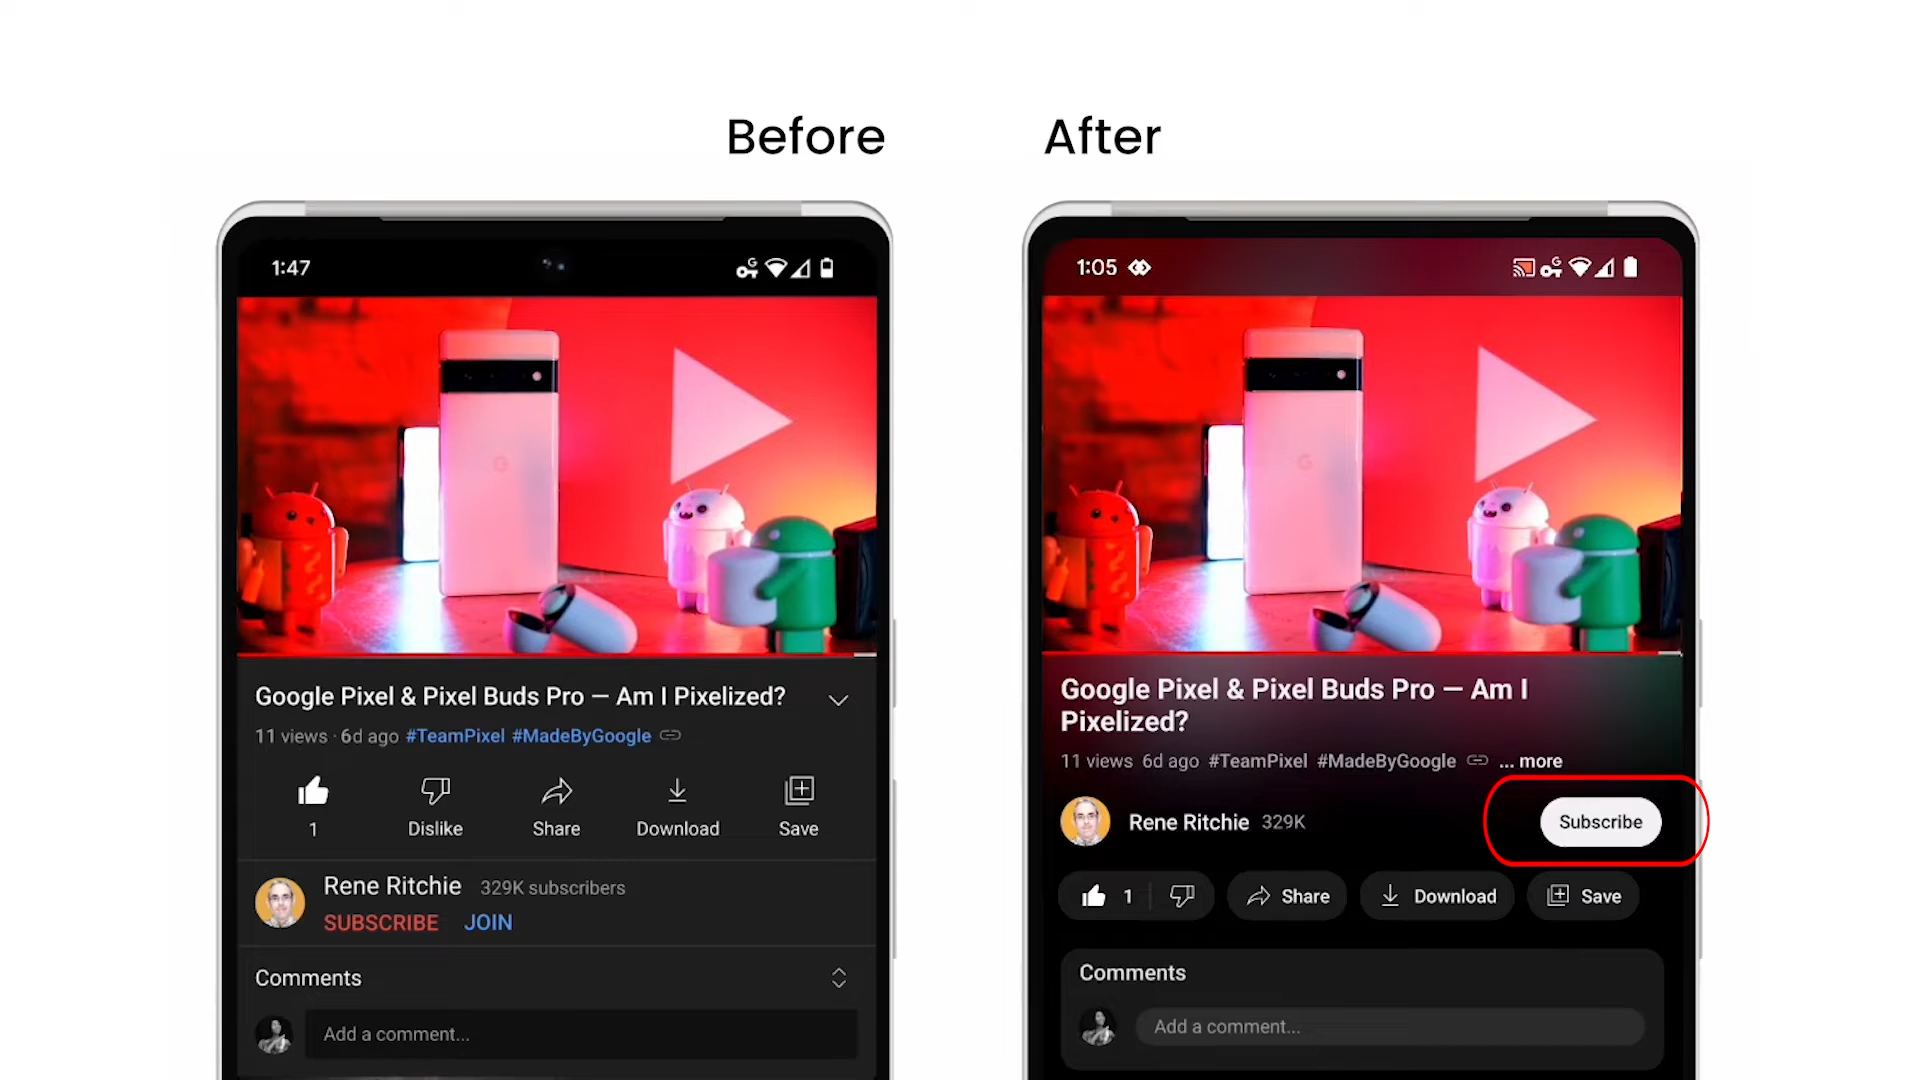 Before
After
1:47
Google Pixel & Pixel Buds Pro — Am I Pixelized?
11 views · 6d ago #TeamPixel #MadeByGoogle
1
Dislike
Share
Download
Save
Rene Ritchie 329K subscribers
SUBSCRIBE JOIN
Comments
Add a comment...
1:05
Google Pixel & Pixel Buds Pro — Am I
Pixelized?
11 views 6d ago #TeamPixel #MadeByGoogle ... more
Rene Ritchie 329K
Subscribe
1
Share
Download
Save
Comments
Add a comment...